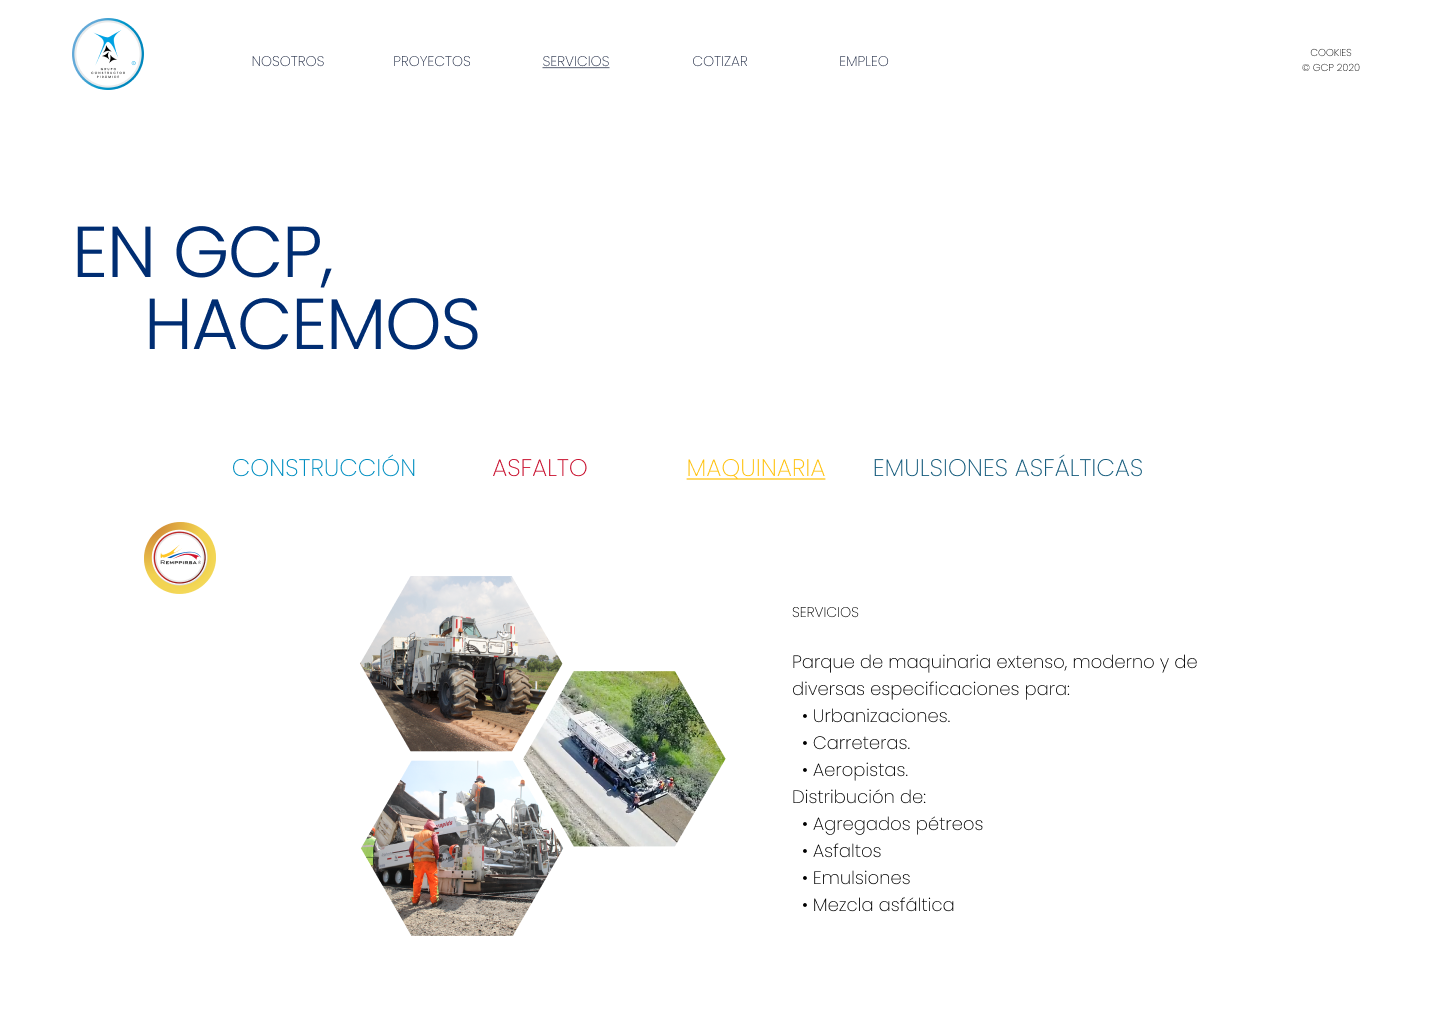 GRUPO
CONSTRUCTOR
PIRÁMIDE
NOSOTROS
PROYECTOS
SERVICIOS
COTIZAR
EMPLEO
COOKIES
© GCP 2020
EN GCP,
HACEMOS
CONSTRUCCIÓN
ASFALTO
MAQUINARIA
EMULSIONES ASFÁLTICAS
REMPPIRSA
SERVICIOS
Parque de maquinaria extenso, moderno y de
diversas especificaciones para:
• Urbanizaciones.
• Carreteras.
• Aeropistas.
Distribución de:
• Agregados pétreos
• Asfaltos
• Emulsiones
• Mezcla asfáltica